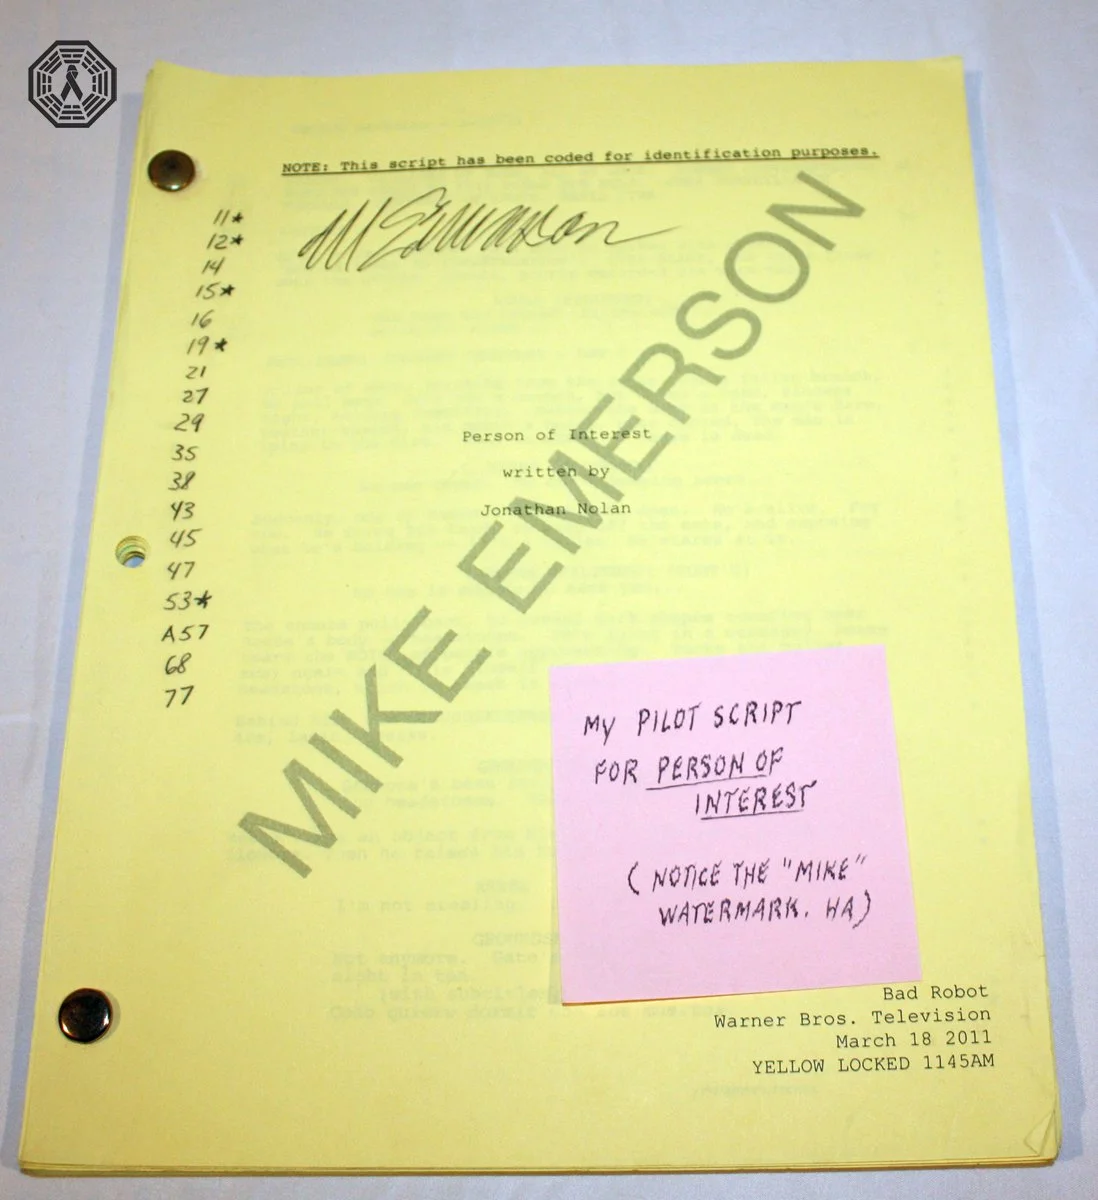 NOTE: This script has been coded for identification purposes.
MEmerson
11*
12*
14
15*
16
19*
21
27
29
35
38
43
45
47
53*
A57
68
77
MIKE EMERSON
Person of Interest
written by
Jonathan Nolan
MY PILOT SCRIPT
FOR PERSON OF
INTEREST
(NOTICE THE "MIKE"
WATERMARK. HA)
Bad Robot
Warner Bros. Television
March 18 2011
YELLOW LOCKED 1145AM